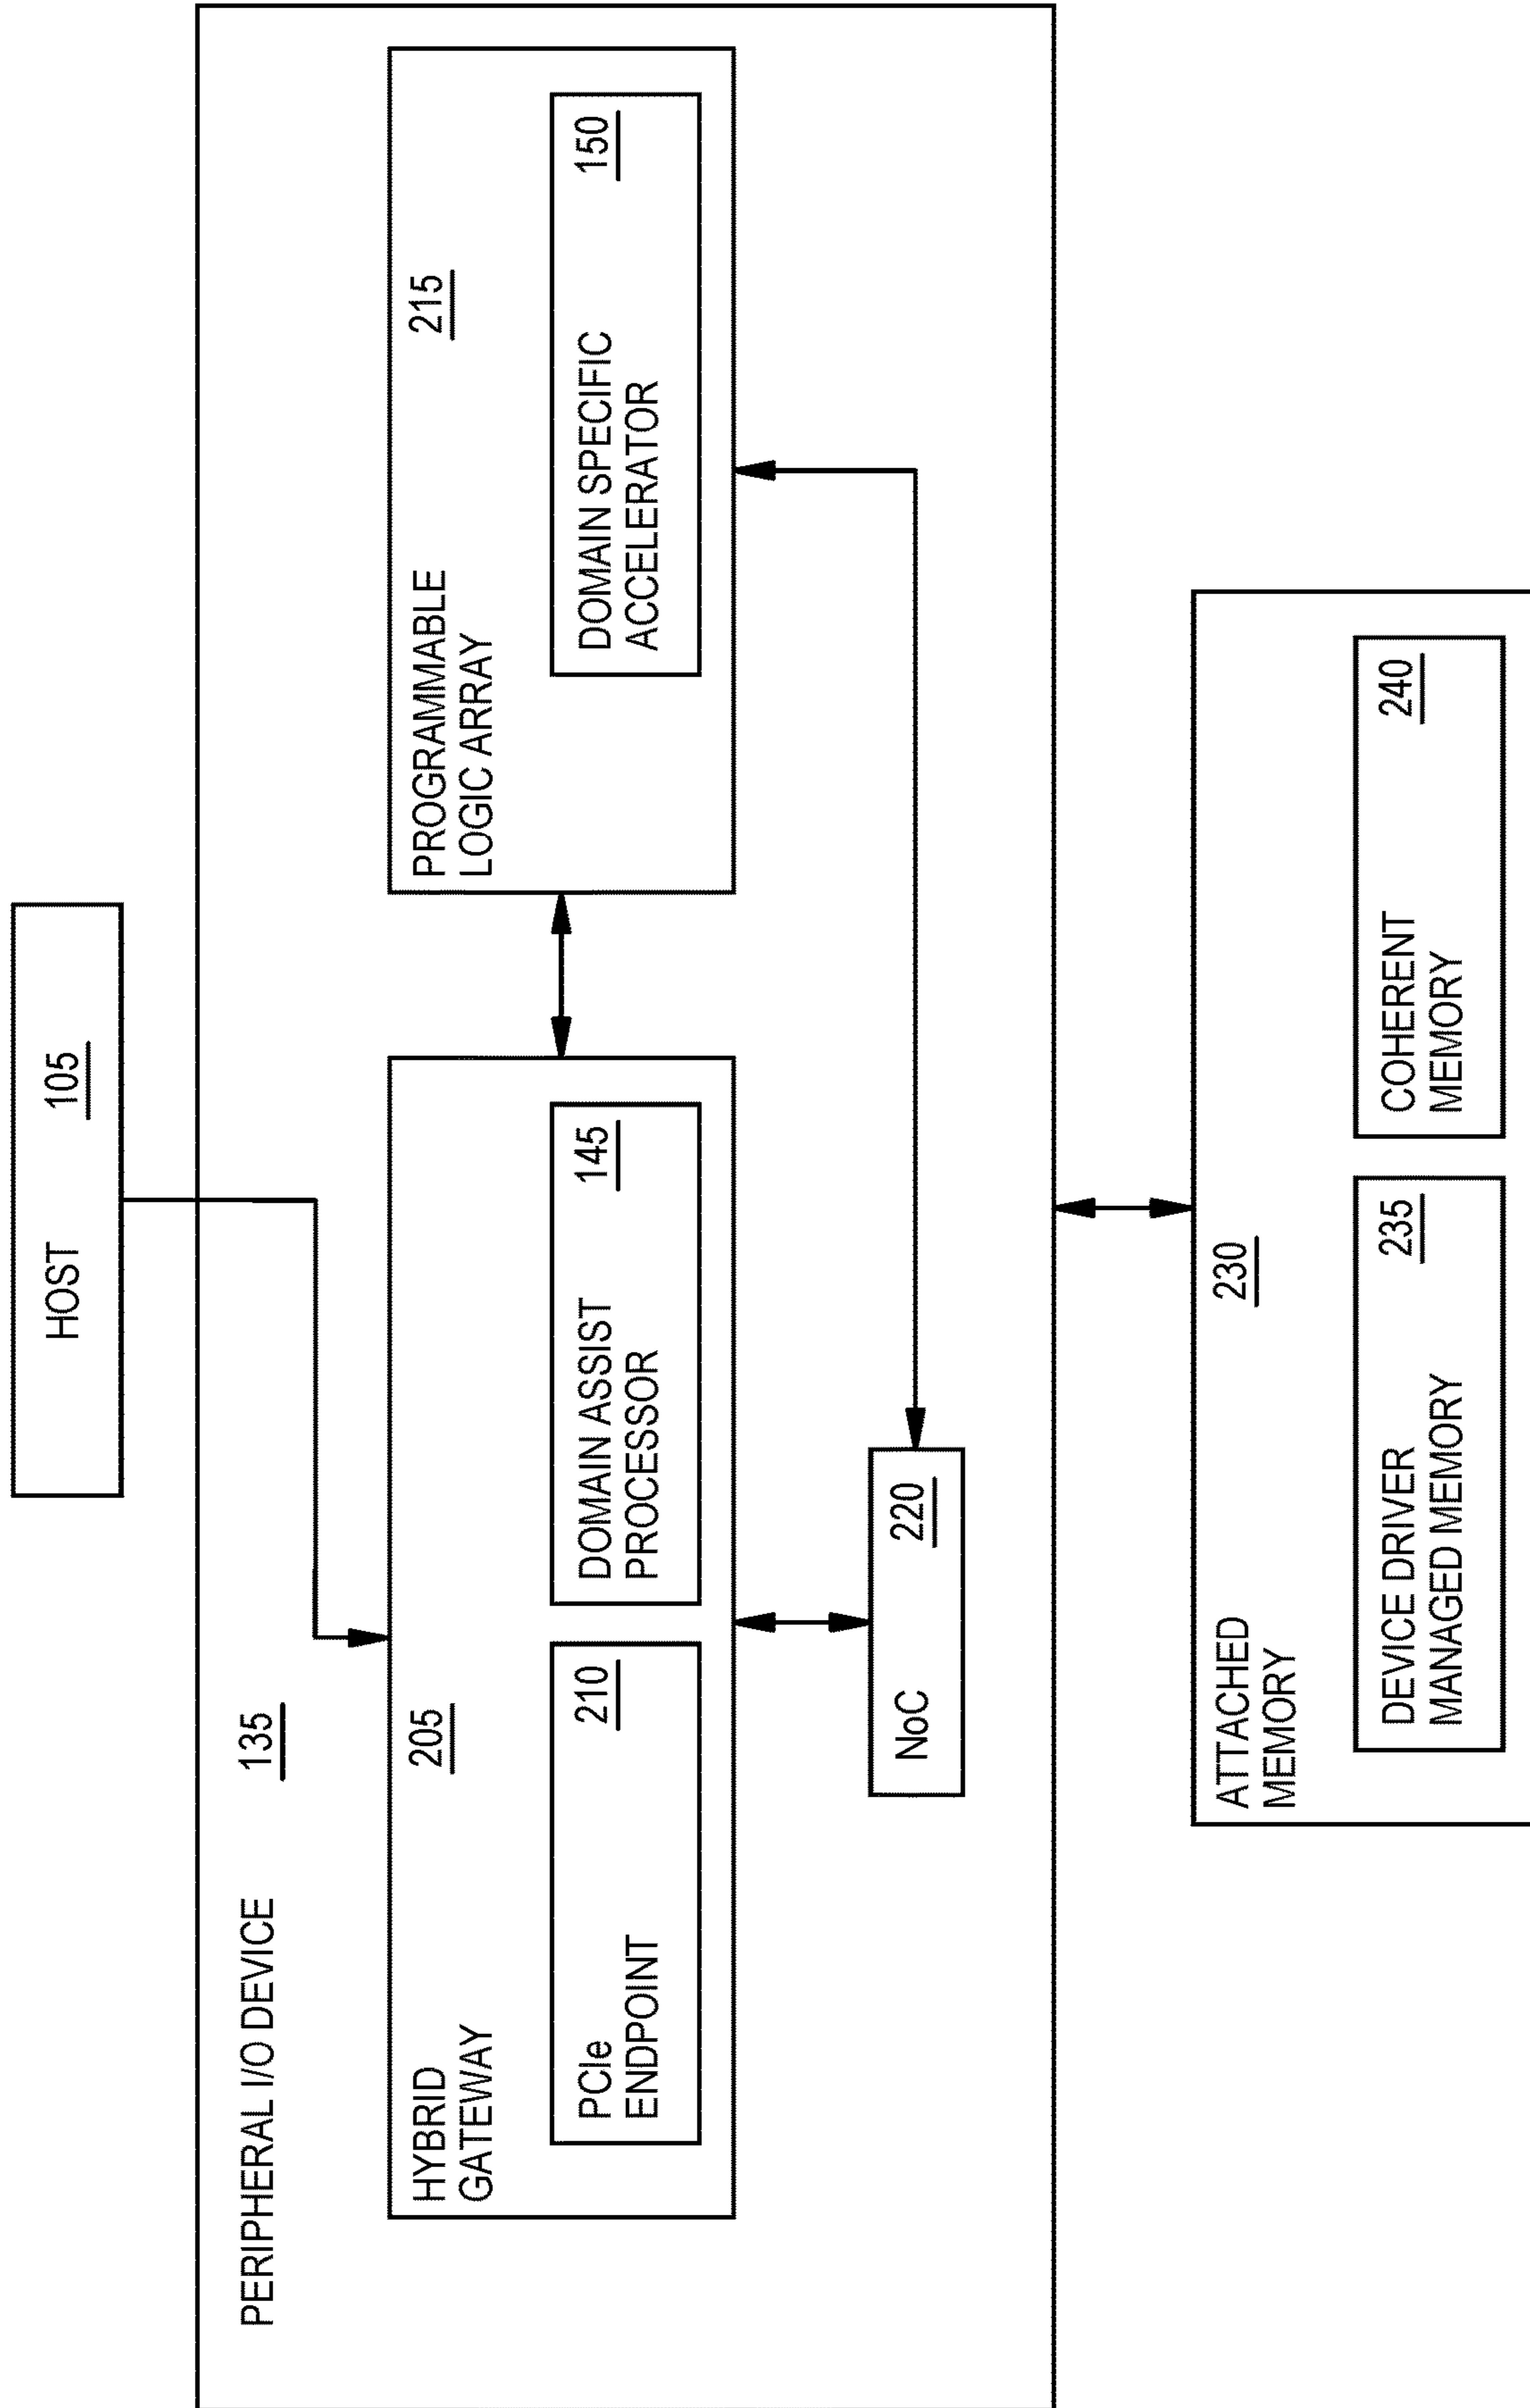 HOST 105
PERIPHERAL I/O DEVICE 135
HYBRID
GATEWAY
205
PCIe
ENDPOINT
210
DOMAIN ASSIST
PROCESSOR
145
PROGRAMMABLE
LOGIC ARRAY
215
DOMAIN SPECIFIC
ACCELERATOR
150
NoC 220
ATTACHED
MEMORY
230
DEVICE DRIVER
MANAGED MEMORY
235
COHERENT
MEMORY
240